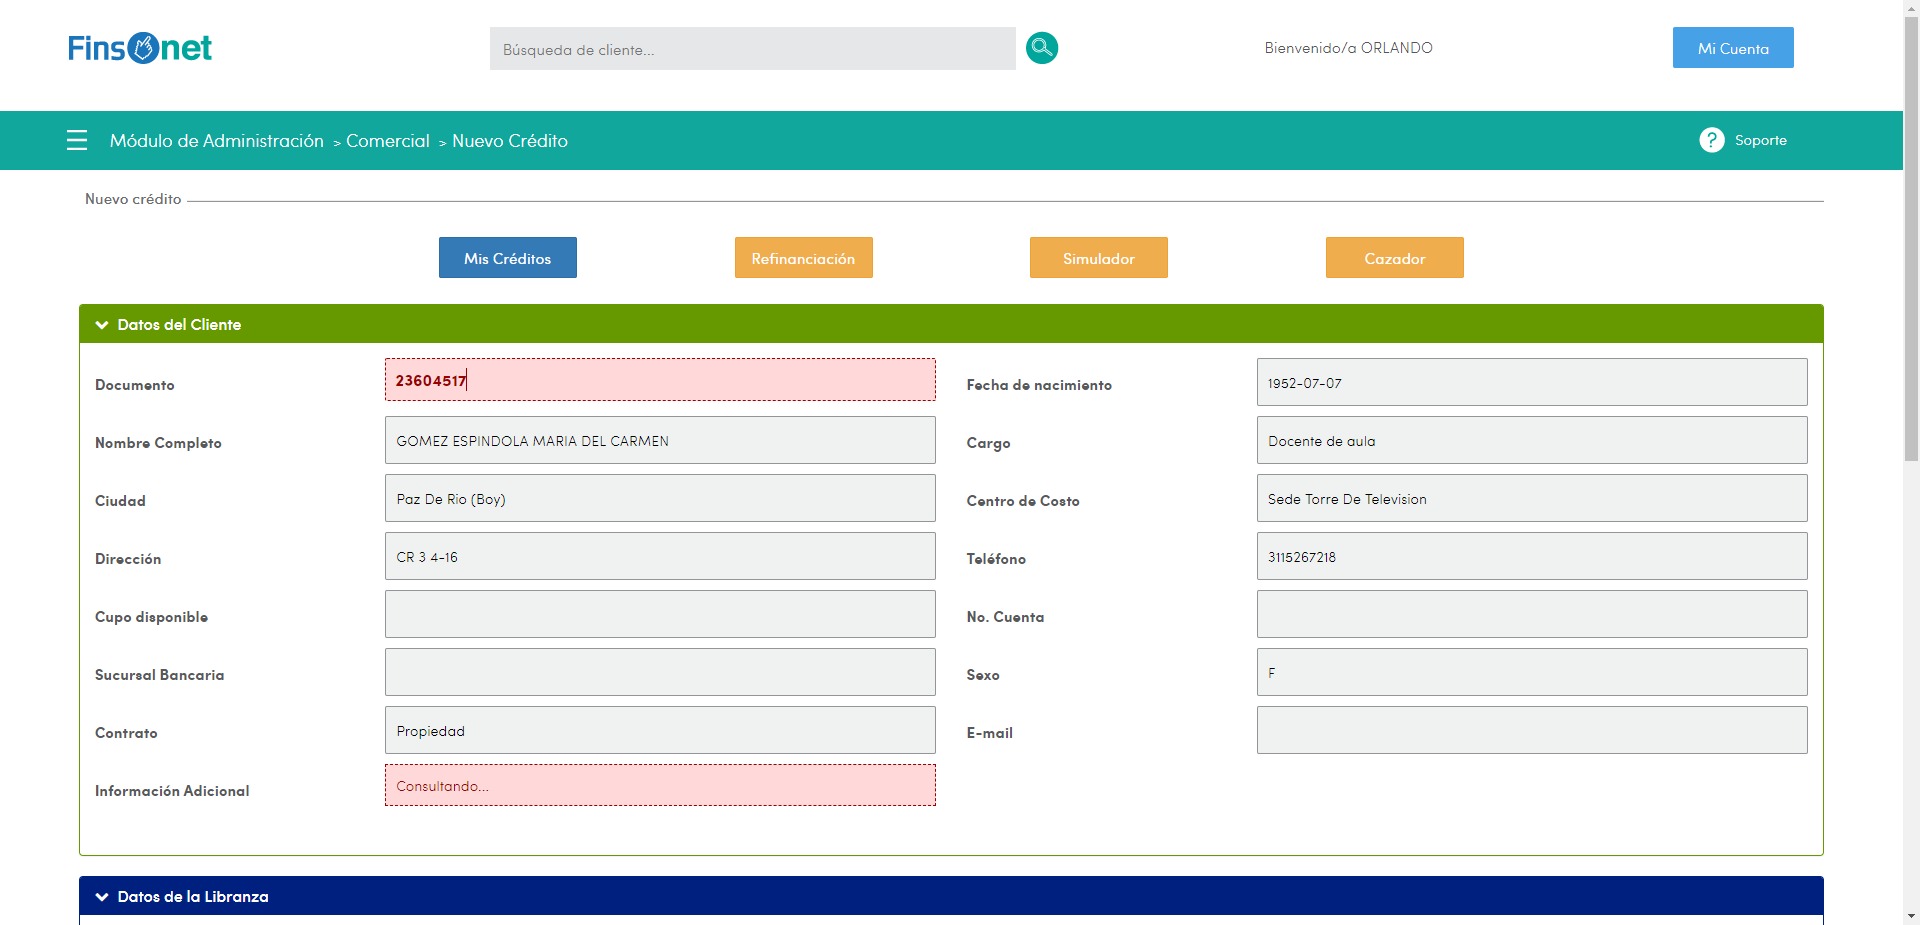 Finsonet
Búsqueda de cliente...
Bienvenido/a ORLANDO
Mi Cuenta
Módulo de Administración > Comercial > Nuevo Crédito
? Soporte
Nuevo crédito
Mis Créditos
Refinanciación
Simulador
Cazador
Datos del Cliente
Documento 23604517
Fecha de nacimiento 1952-07-07
Nombre Completo GOMEZ ESPINDOLA MARIA DEL CARMEN
Cargo Docente de aula
Ciudad Paz De Rio (Boy)
Centro de Costo Sede Torre De Television
Dirección CR 3 4-16
Teléfono 3115267218
Cupo disponible
No. Cuenta
Sucursal Bancaria
Sexo F
Contrato Propiedad
E-mail
Información Adicional Consultando...
Datos de la Libranza